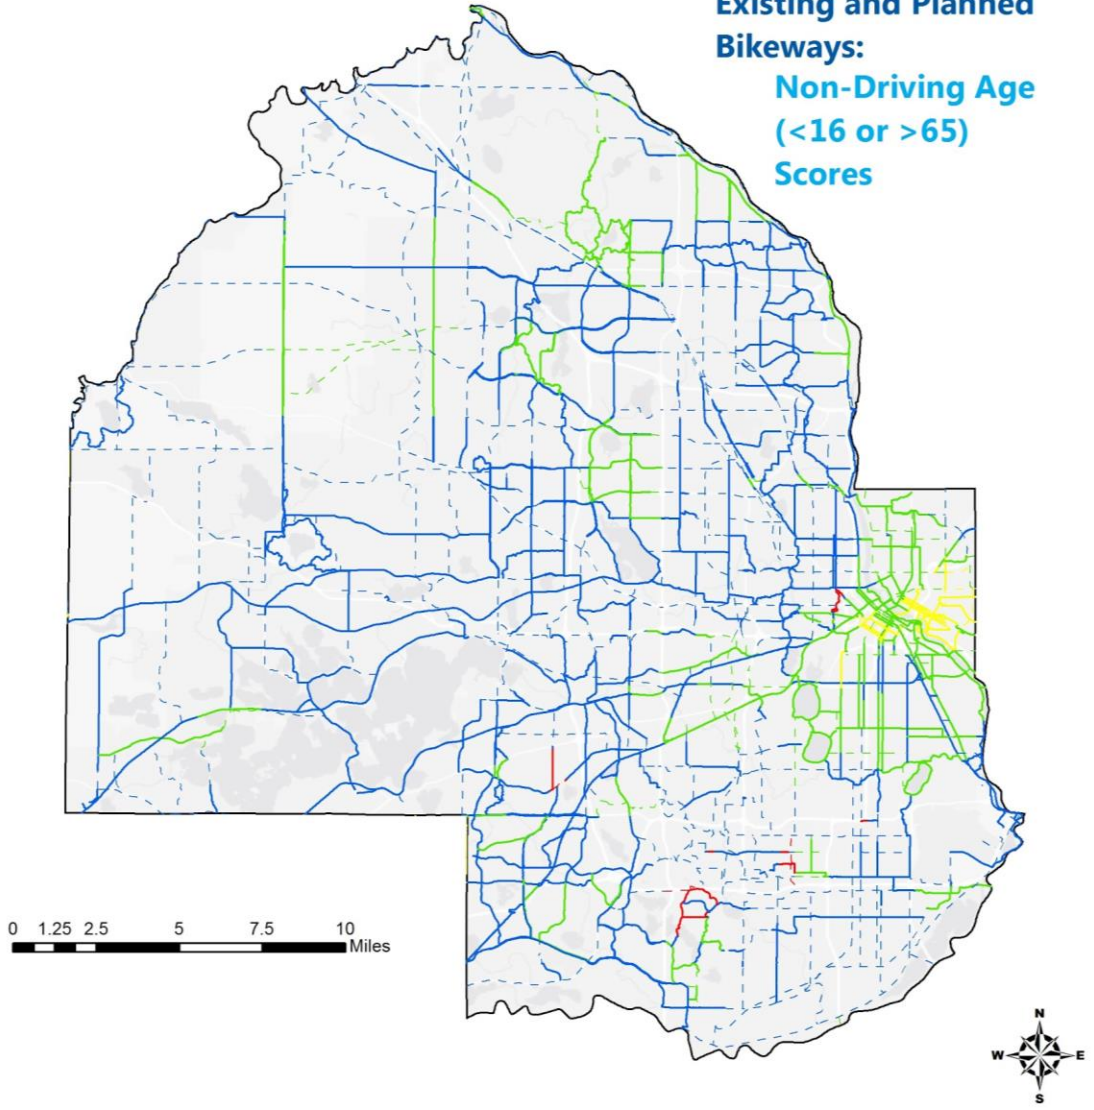 Existing and Planned
Bikeways:
Non-Driving Age
(<16 or >65)
Scores
0 1.25 2.5 5 7.5 10
Miles
N
W E
S